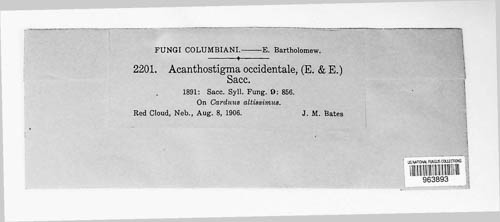 FUNGI COLUMBIANI.——E. Bartholomew.
2201. Acanthostigma occidentale, (E. & E.)
Sacc.
1891: Sacc. Syll. Fung. 9: 856.
On Carduus altissimus.
Red Cloud, Neb., Aug. 8, 1906. J. M. Bates
US NATIONAL FUNGUS COLLECTIONS
963893